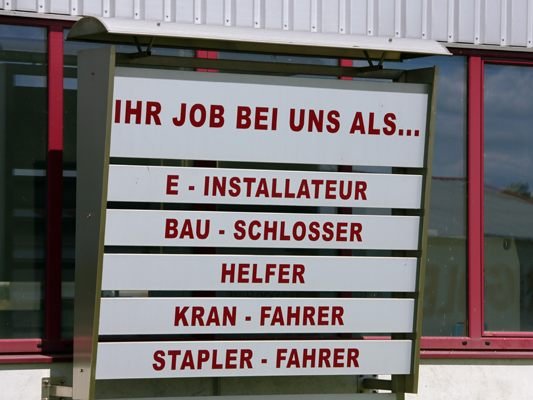 IHR JOB BEI UNS ALS...
E - INSTALLATEUR
BAU - SCHLOSSER
HELFER
KRAN - FAHRER
STAPLER - FAHRER